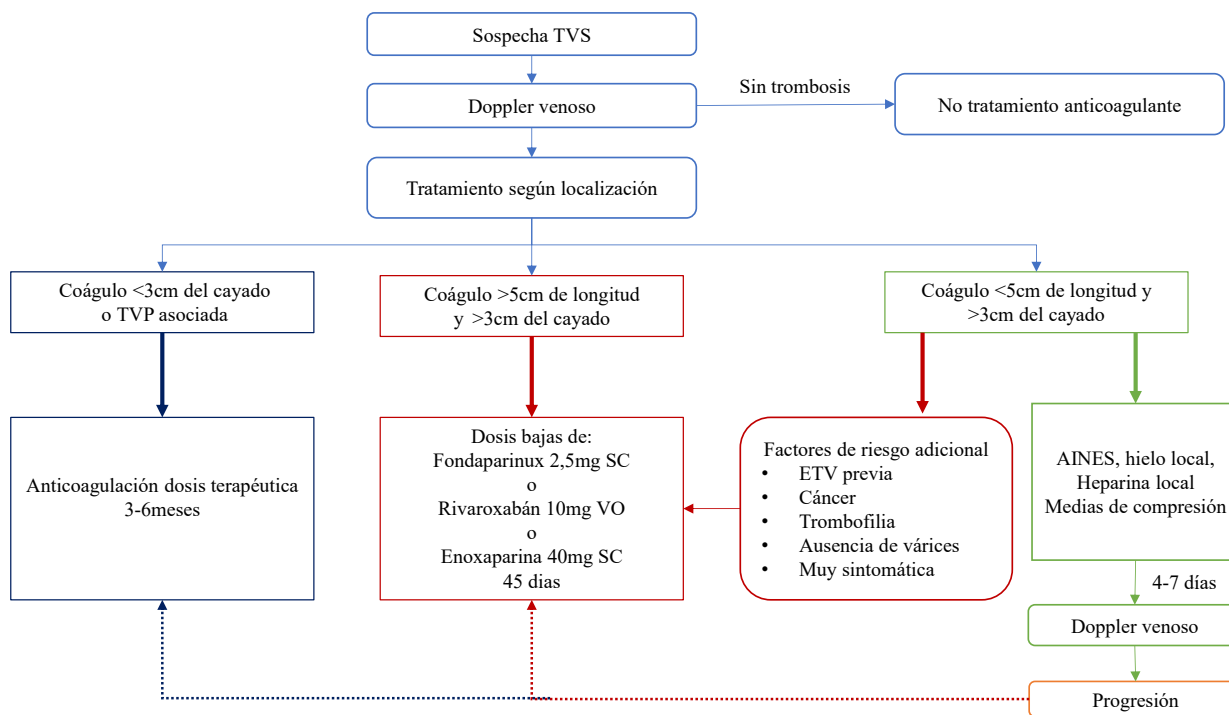 Sospecha TVS
Doppler venoso
Sin trombosis
No tratamiento anticoagulante
Tratamiento según localización
Coágulo <3cm del cayado
o TVP asociada
Coágulo >5cm de longitud
y >3cm del cayado
Coágulo <5cm de longitud y
>3cm del cayado
Anticoagulación dosis terapéutica
3-6meses
Dosis bajas de:
Fondaparinux 2,5mg SC
o
Rivaroxabán 10mg VO
o
Enoxaparina 40mg SC
45 dias
Factores de riesgo adicional
• ETV previa
• Cáncer
• Trombofilia
• Ausencia de várices
• Muy sintomática
AINES, hielo local,
Heparina local
Medias de compresión
4-7 días
Doppler venoso
Progresión